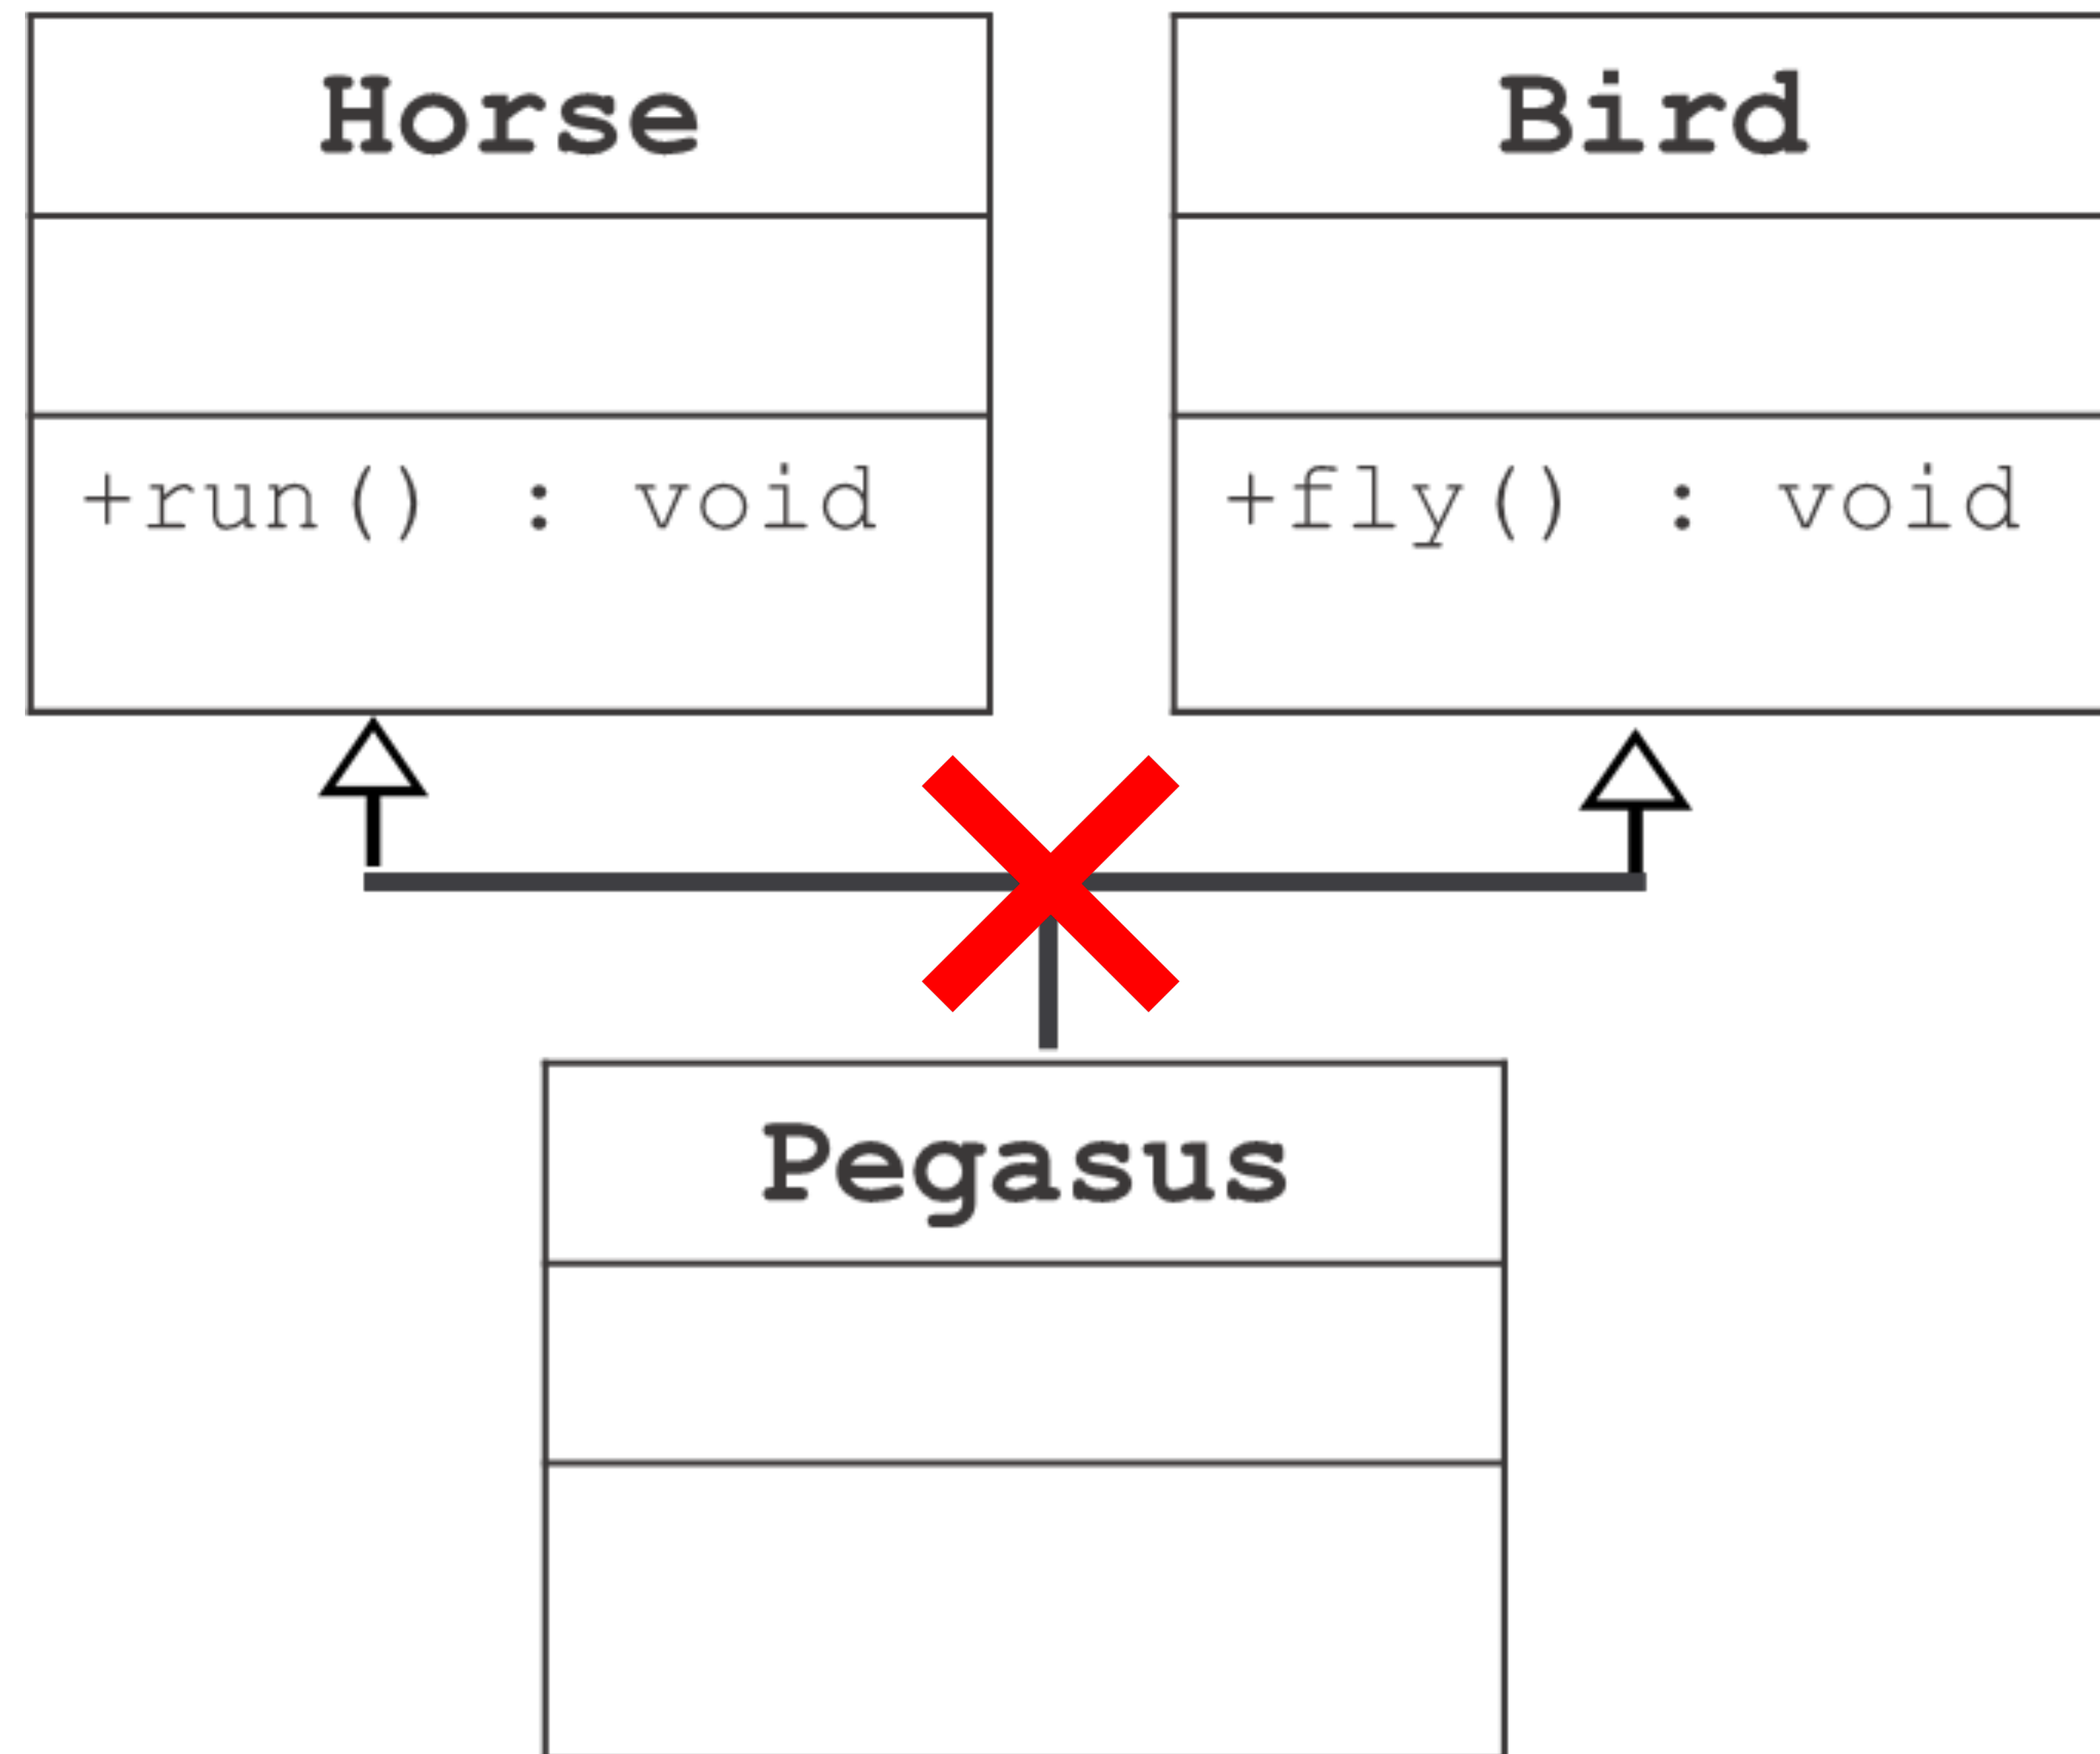 Horse
Bird
+run() : void
+fly() : void
Pegasus